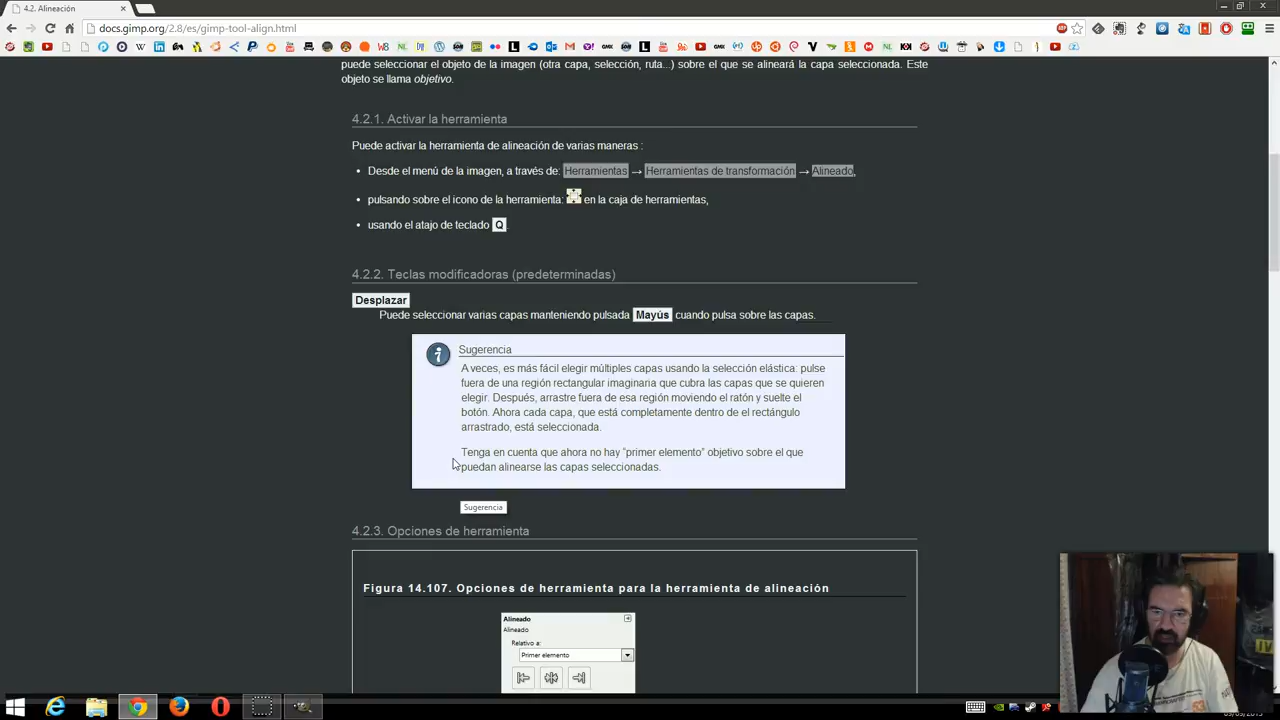 4.2. Alineación
docs.gimp.org/2.8/es/gimp-tool-align.html
puede seleccionar el objeto de la imagen (otra capa, selección, ruta...) sobre el que se alineará la capa seleccionada. Este
objeto se llama objetivo.
4.2.1. Activar la herramienta
Puede activar la herramienta de alineación de varias maneras :
• Desde el menú de la imagen, a través de: Herramientas → Herramientas de transformación → Alineado,
• pulsando sobre el icono de la herramienta: en la caja de herramientas,
• usando el atajo de teclado Q.
4.2.2. Teclas modificadoras (predeterminadas)
Desplazar
Puede seleccionar varias capas manteniendo pulsada Mayús cuando pulsa sobre las capas.
Sugerencia
A veces, es más fácil elegir múltiples capas usando la selección elástica: pulse
fuera de una región rectangular imaginaria que cubra las capas que se quieren
elegir. Después, arrastre fuera de esa región moviendo el ratón y suelte el
botón. Ahora cada capa, que está completamente dentro de el rectángulo
arrastrado, está seleccionada.
Tenga en cuenta que ahora no hay “primer elemento” objetivo sobre el que
puedan alinearse las capas seleccionadas.
Sugerencia
4.2.3. Opciones de herramienta
Figura 14.107. Opciones de herramienta para la herramienta de alineación
Alineado
Alineado
Relativo a:
Primer elemento